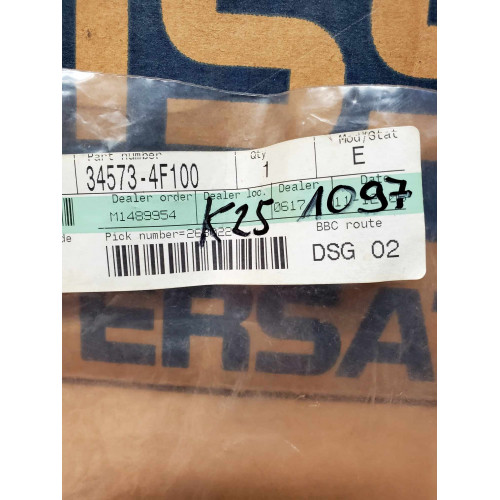 Part number Qty Mod/Stat
34573-4F100 1 E
Dealer order Dealer loc. Dealer Date
M1489954 K25 0617 1097
Pick number= BBC route
DSG 02
ERSA